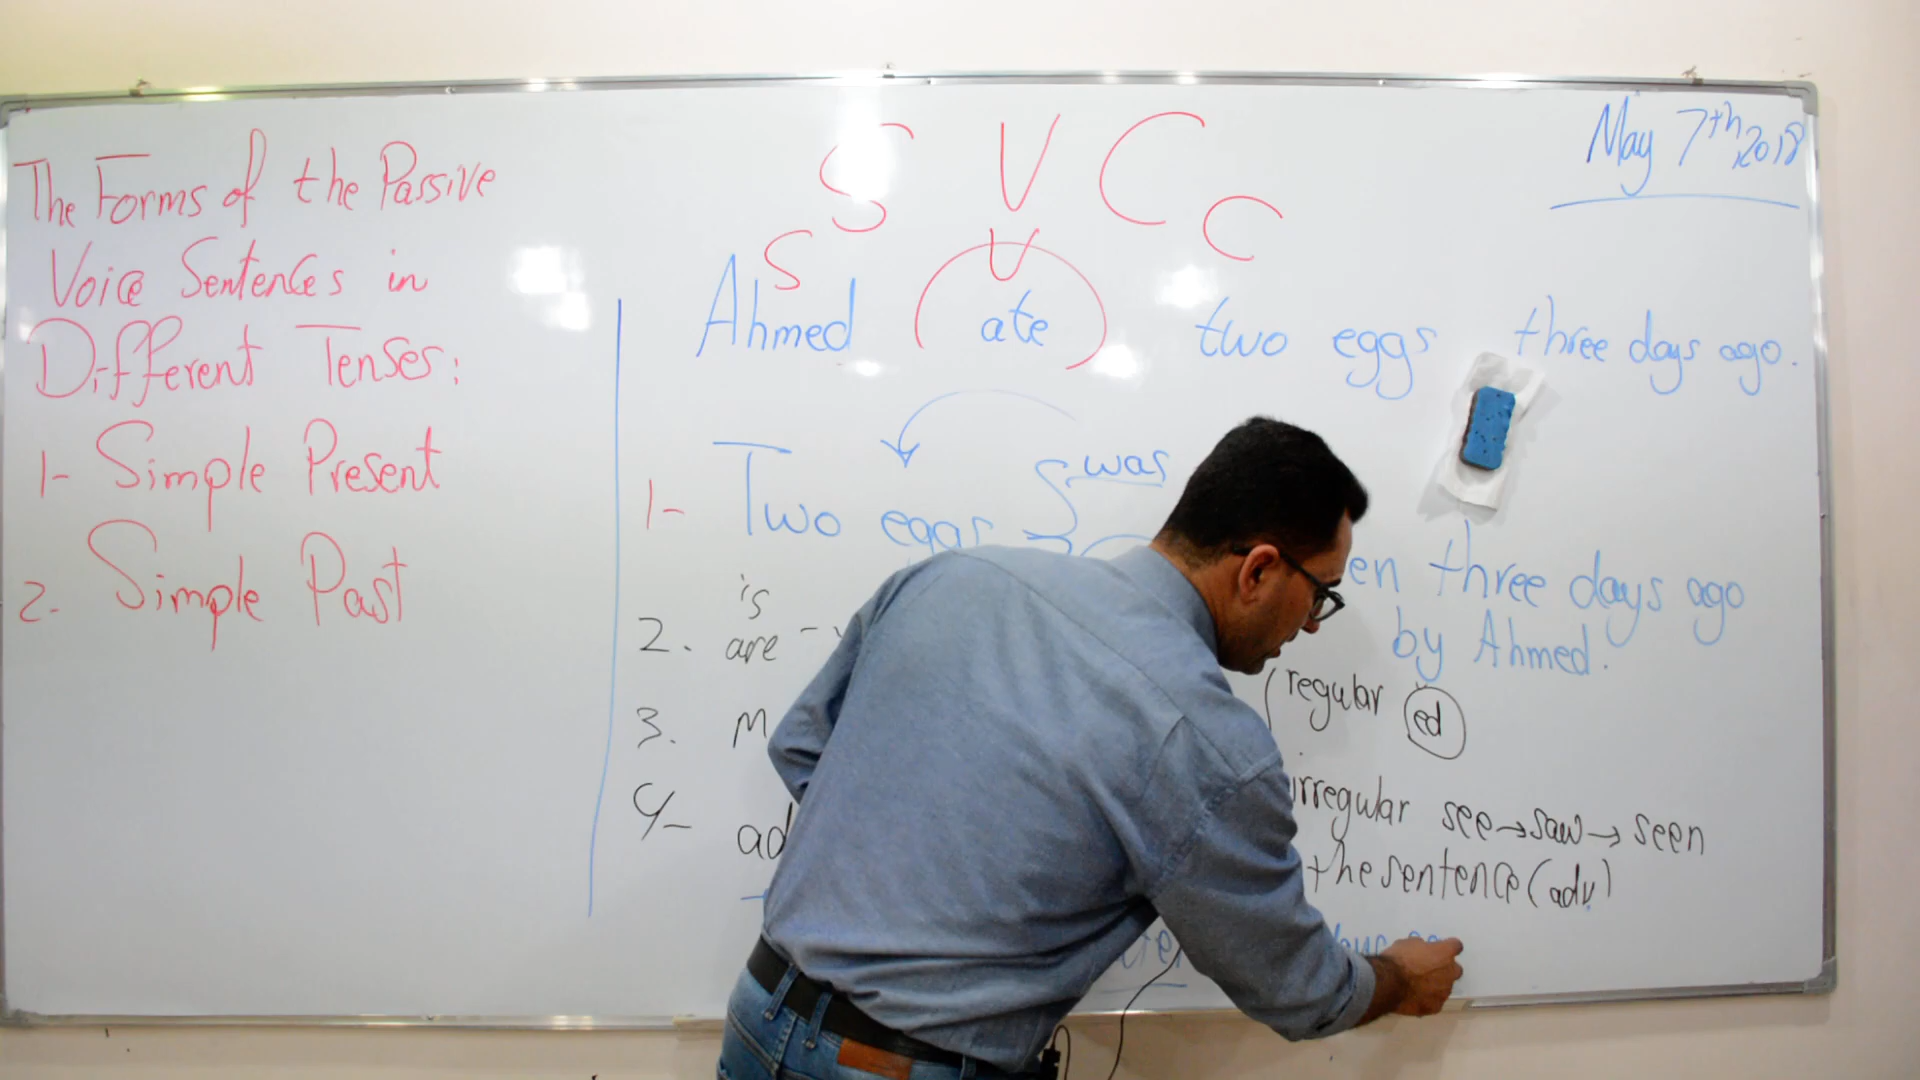 The Forms of the Passive
Voice Sentences in
Different Tenses:
1- Simple Present
2. Simple Past
May 7th, 2018
S V C
S V C
Ahmed (ate) two eggs three days ago.
was
1- Two eggs
three days ago
by Ahmed.
is
2. are -
regular ed
3.
irregular see → saw → seen
4-
the sentence (adv)